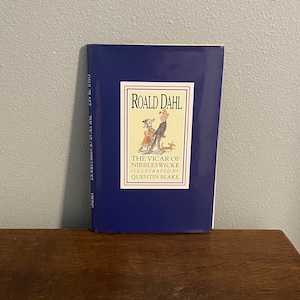 ROALD DAHL
THE VICAR OF
NIBBLESWICKE
ILLUSTRATED BY
QUENTIN BLAKE